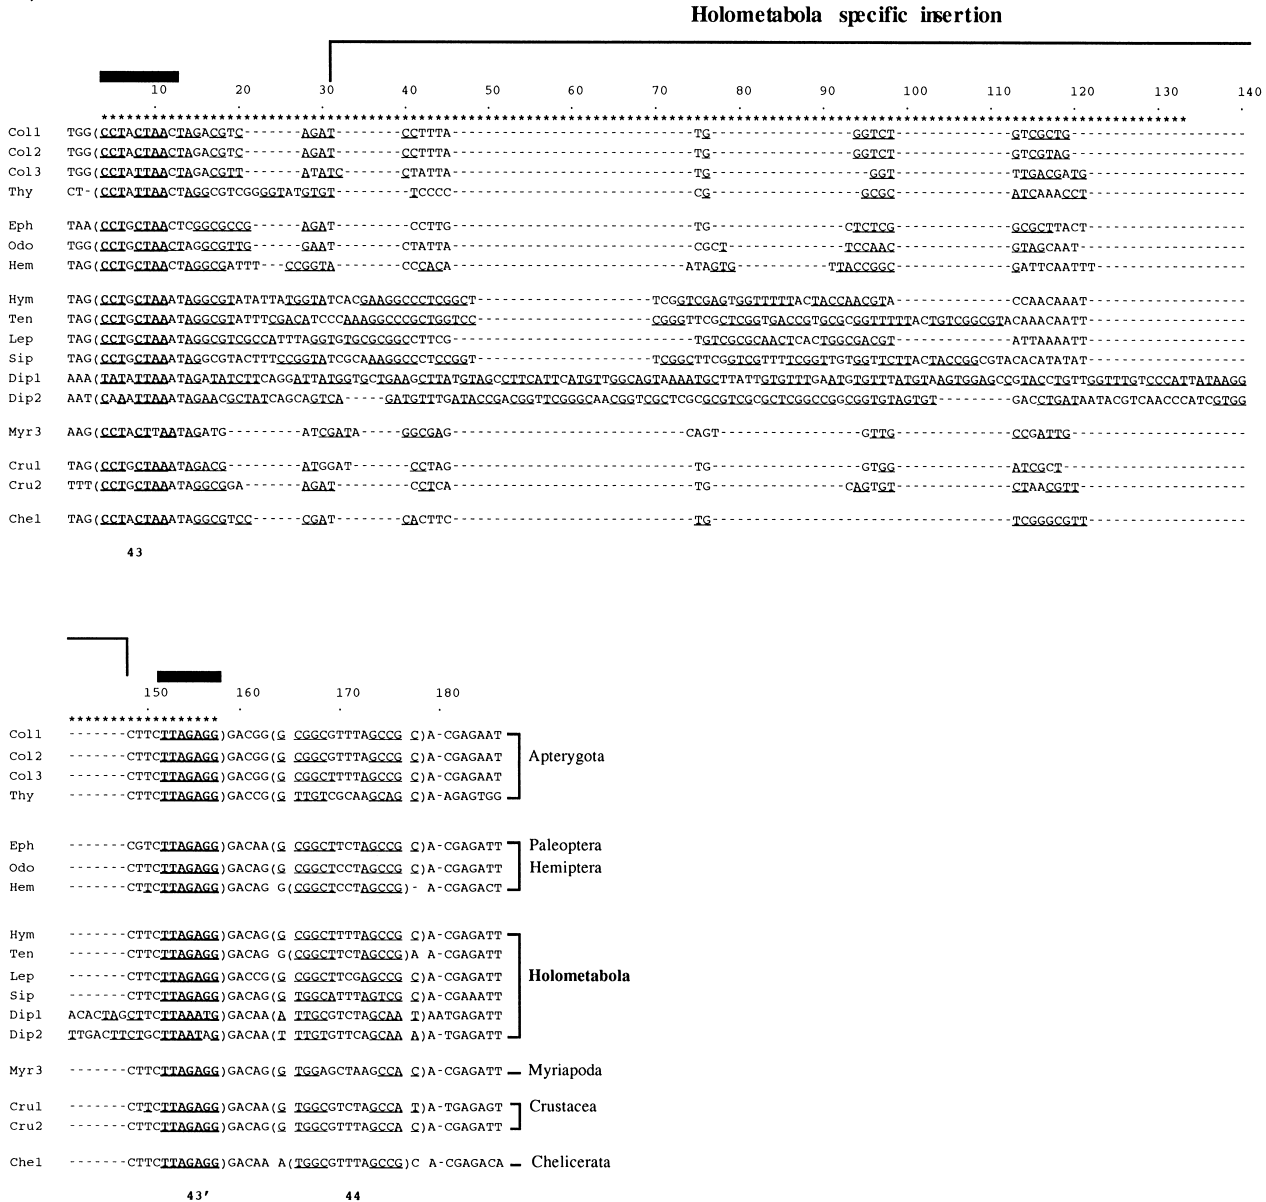 Holometabola specific insertion
10 20 30 40 50 60 70 80 90 100 110 120 130 140
************************************************************************************************************************************
Col1 TGG(CCTACTAACTAGACGTC-------AGAT--------CCTTTA-----------------------------TG-----------------GGTCT--------------GTCGCTG---------------------
Col2 TGG(CCTACTAACTAGACGTC-------AGAT--------CCTTTA-----------------------------TG-----------------GGTCT--------------GTCGTAG---------------------
Col3 TGG(CCTATTAACTAGACGTT-------ATATC-------CTATTA-----------------------------TG-------------------GGT--------------TTGACGATG-------------------
Thy CT-(CCTATTAACTAGGCGTCGGGGTATGTGT---------TCCCC-----------------------------CG------------------GCGC--------------ATCAAACCT-------------------
Eph TAA(CCTGCTAACTCGGCGCCG------AGAT---------CCTTG-----------------------------TG----------------CTCTCG--------------GCGCTTACT-------------------
Odo TGG(CCTGCTAACTAGGCGTTG------GAAT--------CTATTA-----------------------------CGCT--------------TCCAAC--------------GTAGCAAT--------------------
Hem TAG(CCTGCTAACTAGGCGATTT---CCGGTA--------CCCACA----------------------------ATAGTG-----------TTACCGGC--------------GATTCAATTT------------------
Hym TAG(CCTGCTAAATAGGCGTATATTATGGTATCACGAAGGCCCTCGGCT---------------------TCGGTCGAGTGGTTTTTACTACCAACGTA--------------CCAACAAAT-------------------
Ten TAG(CCTGCTAAATAGGCGTATTTCGACATCCCAAAGGCCCGCTGGTCC---------------------CGGGTTCGCTCGGTGACCGTGCGCGGTTTTTACTGTCGGCGTACAAACAATT-------------------
Lep TAG(CCTGCTAAATAGGCGTCGCCATTTAGGTGTGCGCGGCCTTCG-----------------------------TGTCGCGCAACTCACTGGCGACGT--------------ATTAAAATT-------------------
Sip TAG(CCTGCTAAATAGGCGTACTTTCCGGTATCGCAAAGGCCCTCCGGT----------------------TCGGCTTCGGTCGTTTTCGGTTGTGGTTCTTACTACCGGCGTACACATATAT-------------------
Dip1 AAA(TATATTAAATAGATATCTTCAGGATTATGGTGCTGAAGCTTATGTAGCCTTCATTCATGTTGGCAGTAAAATGCTTATTGTGTTTGAATGTGTTTATGTAAGTGGAGCCGTACCTGTTGGTTTGTCCCATTATAAGG
Dip2 AAT(CAAATTAAATAGAACGCTATCAGCAGTCA-----GATGTTTGATACCGACGGTTCGGGCAACGGTCGCTCGCGCGTCGCGCTCGGCCGGCGGTGTAGTGT---------GACCTGATAATACGTCAACCCATCGTGG
Myr3 AAG(CCTACTTAATAGATG---------ATCGATA-----GGCGAG----------------------------CAGT-----------------GTTG--------------CCGATTG---------------------
Cru1 TAG(CCTGCTAAATAGACG---------ATGGAT-------CCTAG-----------------------------TG------------------GTGG--------------ATCGCT----------------------
Cru2 TTT(CCTGCTAAATAGGCGGA-------AGAT---------CCTCA-----------------------------TG----------------CAGTGT--------------CTAACGTT--------------------
Chel TAG(CCTACTAAATAGGCGTCC------CGAT--------CACTTC-----------------------------TG------------------------------------TCGGGCGTT-------------------
43
150 160 170 180
******************
Col1 -------CTTCTTAGAGG)GACGG(G CGGCGTTTAGCCG C)A-CGAGAAT
Col2 -------CTTCTTAGAGG)GACGG(G CGGCGTTTAGCCG C)A-CGAGAAT Apterygota
Col3 -------CTTCTTAGAGG)GACGG(G CGGCTTTTAGCCG C)A-CGAGAAT
Thy -------CTTCTTAGAGG)GACCG(G TTGTCGCAAGCAG C)A-AGAGTGG
Eph -------CGTCTTAGAGG)GACAA(G CGGCTTCTAGCCG C)A-CGAGATT Paleoptera
Odo -------CTTCTTAGAGG)GACAG(G CGGCTCCTAGCCG C)A-CGAGATT Hemiptera
Hem -------CTTCTTAGAGG)GACAG G(CGGCTCCTAGCCG)- A-CGAGACT
Hym -------CTTCTTAGAGG)GACAG(G CGGCTTTTAGCCG C)A-CGAGATT
Ten -------CTTCTTAGAGG)GACAG G(CGGCTTCTAGCCG)A A-CGAGATT
Lep -------CTTCTTAGAGG)GACCG(G CGGCTTCGAGCCG C)A-CGAGATT Holometabola
Sip -------CTTCTTAGAGG)GACAG(G TGGCATTTAGTCG C)A-CGAAATT
Dip1 ACACTAGCTTCTTAAATG)GACAA(A TTGCGTCTAGCAA T)AATGAGATT
Dip2 TTGACTTCTGCTTAATAG)GACAA(T TTGTGTTCAGCAA A)A-TGAGATT
Myr3 -------CTTCTTAGAGG)GACAG(G TGGAGCTAAGCCAC C)A-CGAGATT Myriapoda
Cru1 -------CTTCTTAGAGG)GACAA(G TGGCGTCTAGCCA T)A-TGAGAGT Crustacea
Cru2 -------CTTCTTAGAGG)GACAG(G TGGCGTTTAGCCA C)A-CGAGATT
Chel -------CTTCTTAGAGG)GACAA A(TGGCGTTTAGCCG)C A-CGAGACA Chelicerata
43' 44